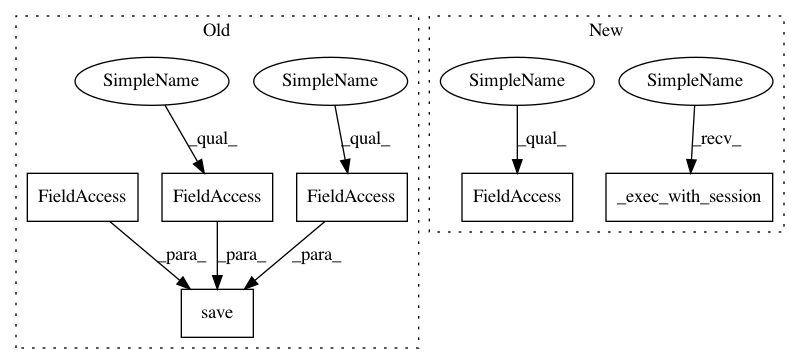 Old
New
SimpleName
SimpleName
SimpleName
SimpleName
_qual_
_qual_
_qual_
_recv_
FieldAccess
FieldAccess
FieldAccess
FieldAccess
_exec_with_session
_para_
_para_
_para_
save